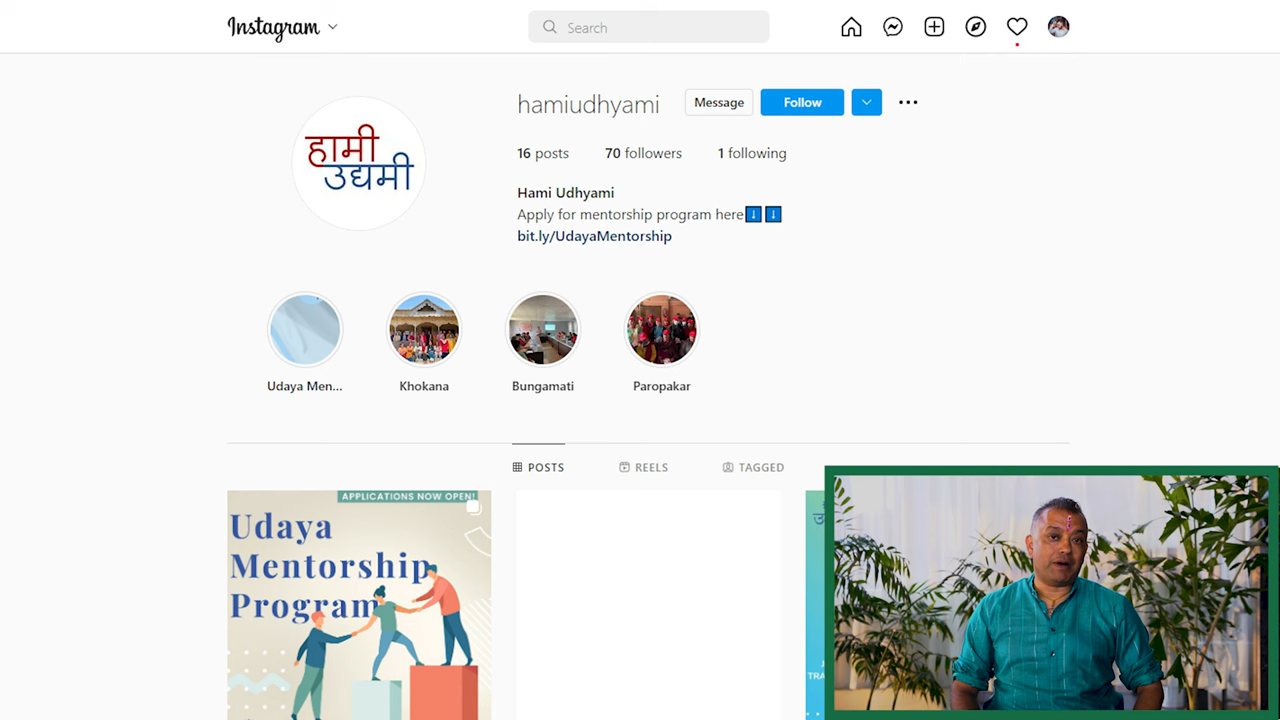 Instagram
Search
हामी
उद्यमी
hamiudhyami
Message
Follow
16 posts
70 followers
1 following
Hami Udhyami
Apply for mentorship program here
bit.ly/UdayaMentorship
Udaya Men...
Khokana
Bungamati
Paropakar
POSTS
REELS
TAGGED
APPLICATIONS NOW OPEN!
Udaya
Mentorship
Program